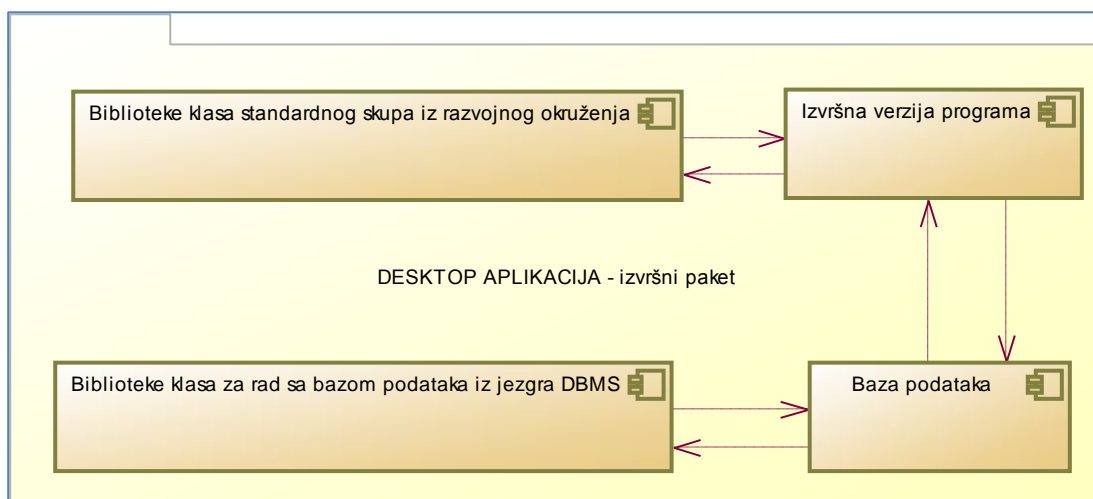 Biblioteke klasa standardnog skupa iz razvojnog okruženja
Izvršna verzija programa
DESKTOP APLIKACIJA - izvršni paket
Biblioteke klasa za rad sa bazom podataka iz jezgra DBMS
Baza podataka